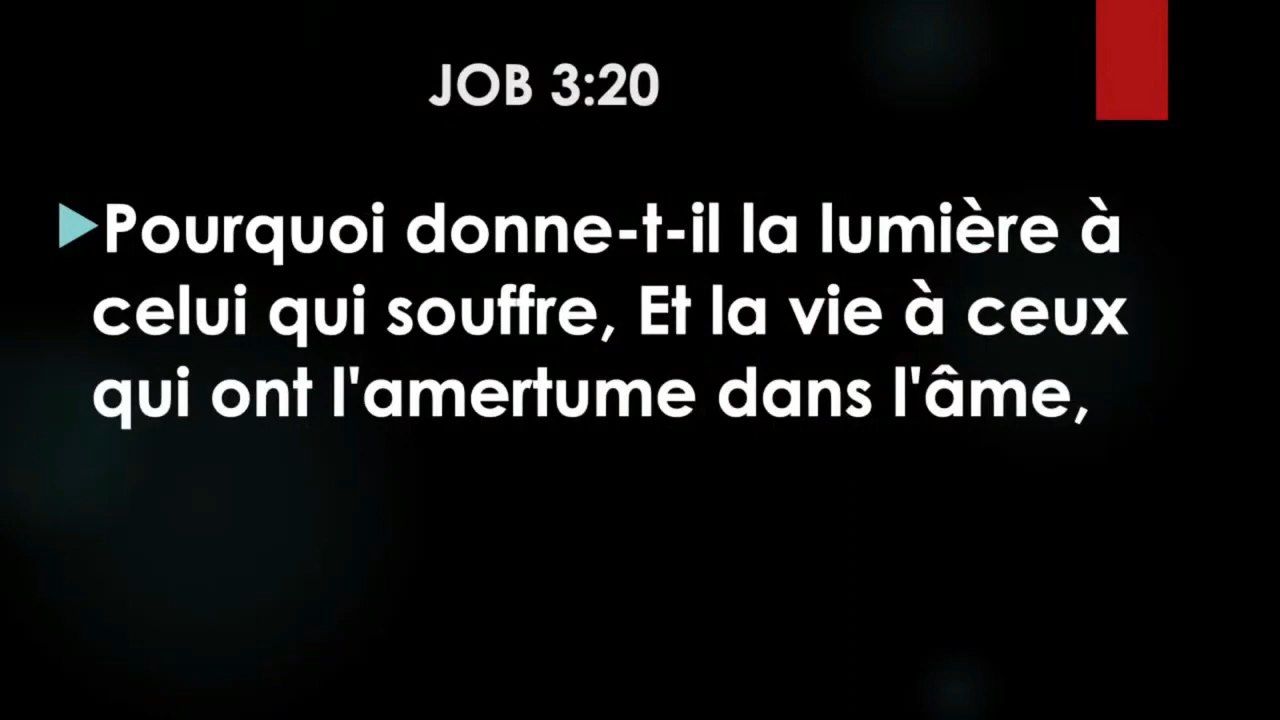 JOB 3:20
Pourquoi donne-t-il la lumière à
celui qui souffre, Et la vie à ceux
qui ont l'amertume dans l'âme,